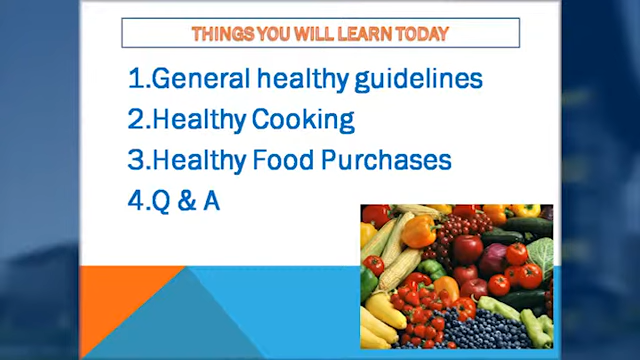 THINGS YOU WILL LEARN TODAY
1.General healthy guidelines
2.Healthy Cooking
3.Healthy Food Purchases
4.Q & A